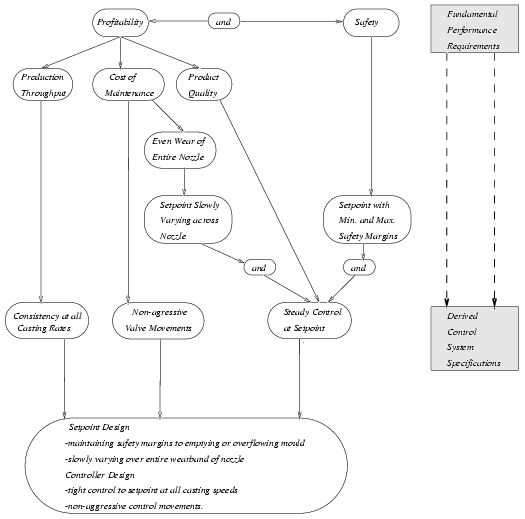 Profitability
and
Safety
Fundamental
Performance
Requirements
Production
Throughput
Cost of
Maintenance
Product
Quality
Even Wear of
Entire Nozzle
Setpoint Slowly
Varying across
Nozzle
Setpoint with
Min. and Max.
Safety Margins
and
and
Consistency at all
Casting Rates
Non-agressive
Valve Movements
Steady Control
at Setpoint
Derived
Control
System
Specifications
Setpoint Design
-maintaining safety margins to emptying or overflowing mould
-slowly varying over entire wearband of nozzle
Controller Design
-tight control to setpoint at all casting speeds
-non-aggressive control movements.